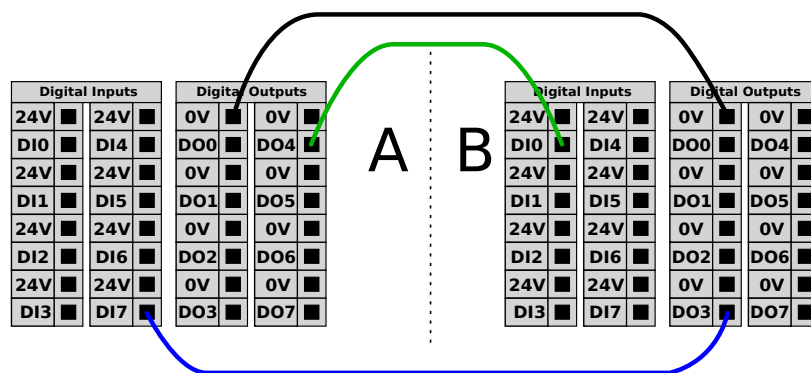 Digital Inputs Digital Outputs Digital Inputs Digital Outputs
24V 24V 0V 0V 24V 24V 0V 0V
DI0 DI4 DO0 DO4 A B DI0 DI4 DO0 DO4
24V 24V 0V 0V 24V 24V 0V 0V
DI1 DI5 DO1 DO5 DI1 DI5 DO1 DO5
24V 24V 0V 0V 24V 24V 0V 0V
DI2 DI6 DO2 DO6 DI2 DI6 DO2 DO6
24V 24V 0V 0V 24V 24V 0V 0V
DI3 DI7 DO3 DO7 DI3 DI7 DO3 DO7